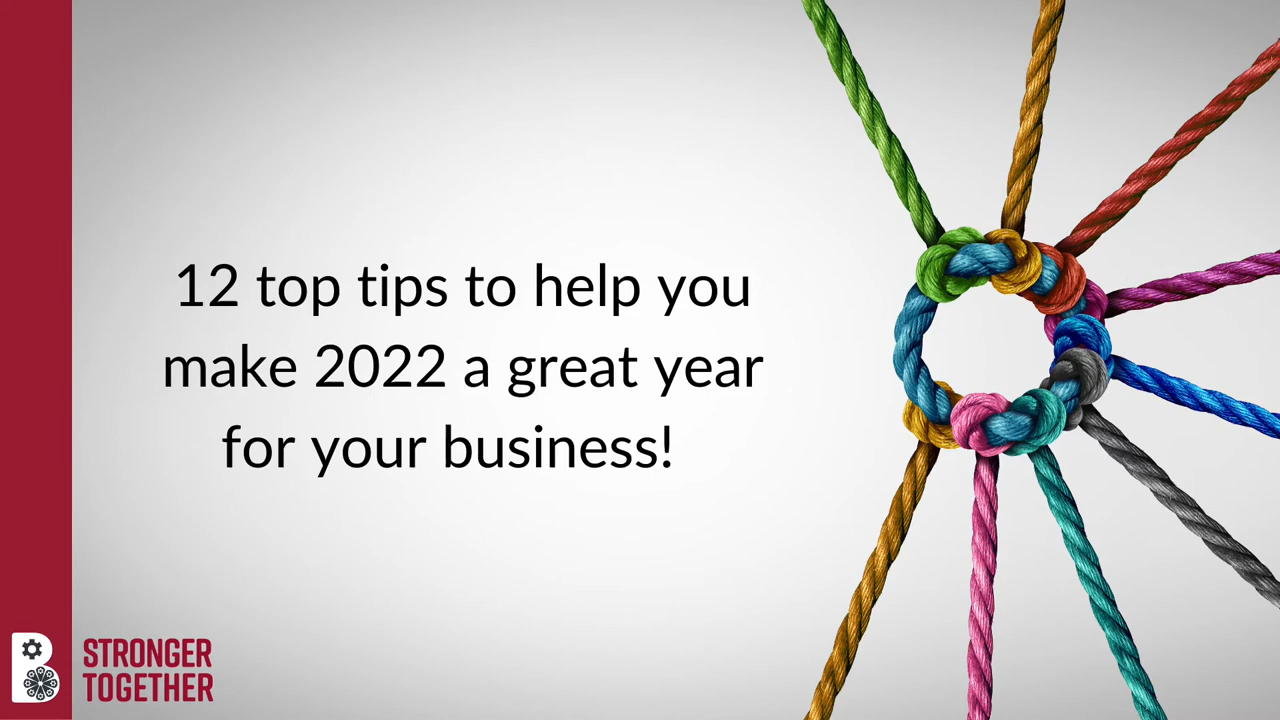 12 top tips to help you
make 2022 a great year
for your business!
B
STRONGER
TOGETHER